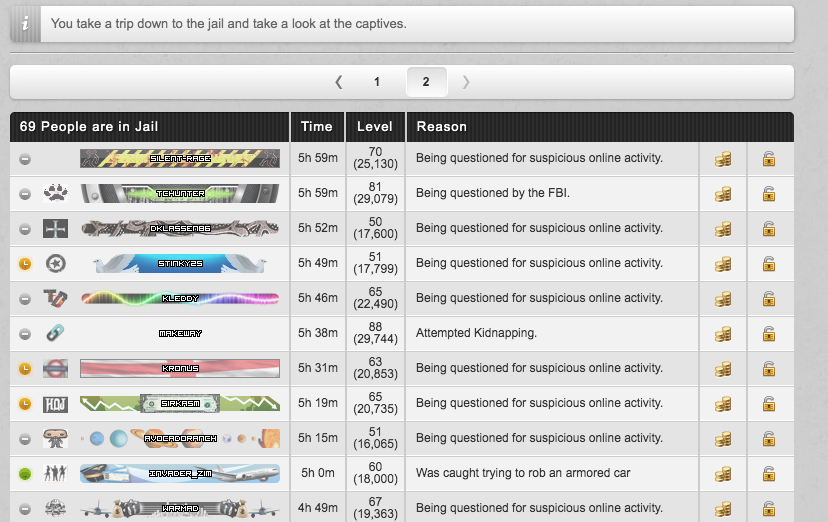 You take a trip down to the jail and take a look at the captives.
1 2
69 People are in Jail Time Level Reason
SILENT-RAGE 5h 59m 70 (25,130) Being questioned for suspicious online activity.
TCHUNTER 5h 59m 81 (29,079) Being questioned by the FBI.
DKLASSEN86 5h 52m 50 (17,600) Being questioned for suspicious online activity.
STINKY25 5h 49m 51 (17,799) Being questioned for suspicious online activity.
KLEDDY 5h 46m 65 (22,490) Being questioned for suspicious online activity.
MAKEWAY 5h 38m 88 (29,744) Attempted Kidnapping.
KRONUS 5h 31m 63 (20,853) Being questioned for suspicious online activity.
HQJ SIRKASM 5h 19m 65 (20,735) Being questioned for suspicious online activity.
AVOCADORANCH 5h 15m 51 (16,065) Being questioned for suspicious online activity.
INVADER_ZIM 5h 0m 60 (18,000) Was caught trying to rob an armored car
WARMAD 4h 49m 67 (19,363) Being questioned for suspicious online activity.